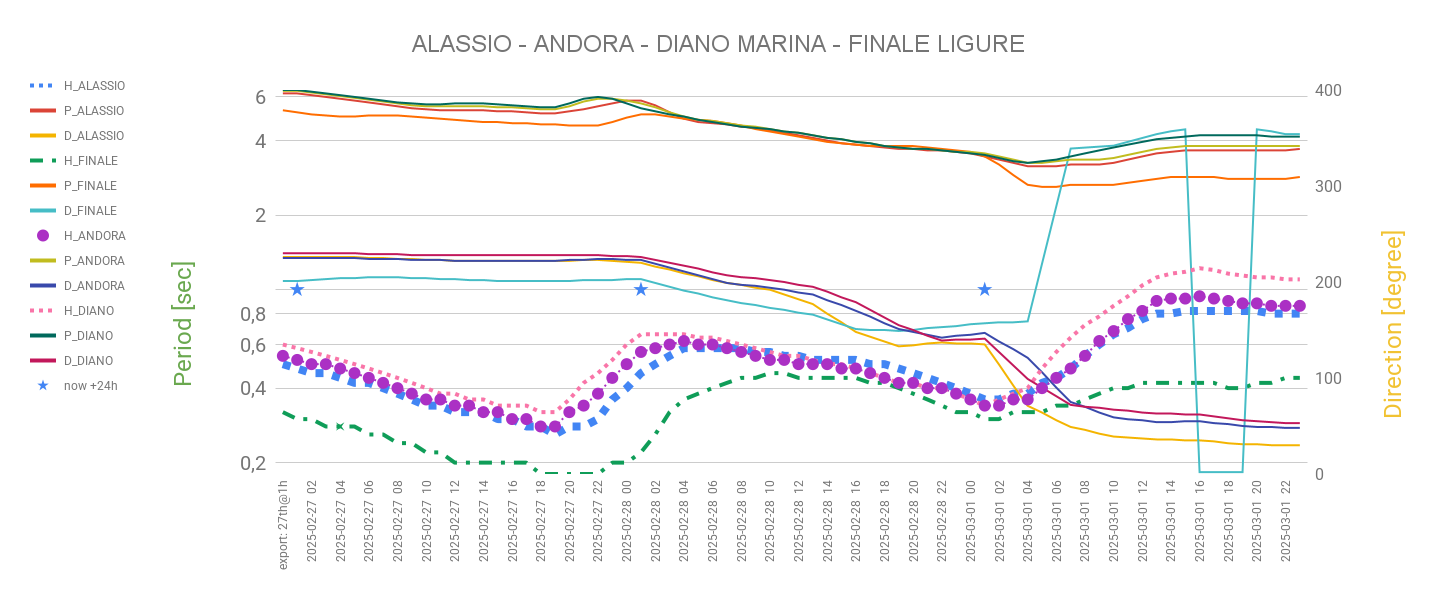 ALASSIO - ANDORA - DIANO MARINA - FINALE LIGURE
H_ALASSIO
P_ALASSIO
D_ALASSIO
H_FINALE
P_FINALE
D_FINALE
H_ANDORA
P_ANDORA
D_ANDORA
H_DIANO
P_DIANO
D_DIANO
now +24h
Period [sec]
6
4
2
0,8
0,6
0,4
0,2
400
300
200
100
0
Direction [degree]
export: 27th@1h
2025-02-27 02
2025-02-27 04
2025-02-27 06
2025-02-27 08
2025-02-27 10
2025-02-27 12
2025-02-27 14
2025-02-27 16
2025-02-27 18
2025-02-27 20
2025-02-27 22
2025-02-28 00
2025-02-28 02
2025-02-28 04
2025-02-28 06
2025-02-28 08
2025-02-28 10
2025-02-28 12
2025-02-28 14
2025-02-28 16
2025-02-28 18
2025-02-28 20
2025-02-28 22
2025-03-01 00
2025-03-01 02
2025-03-01 04
2025-03-01 06
2025-03-01 08
2025-03-01 10
2025-03-01 12
2025-03-01 14
2025-03-01 16
2025-03-01 18
2025-03-01 20
2025-03-01 22